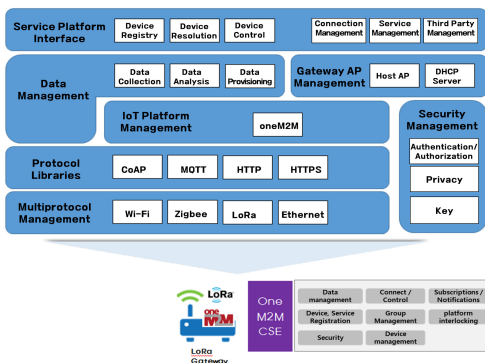 Service Platform
Interface
Device
Registry
Device
Resolution
Device
Control
Connection
Management
Service
Management
Third Party
Management
Data
Management
Data
Collection
Data
Analysis
Data
Provisioning
Gateway AP
Management
Host AP
DHCP
Server
IoT Platform
Management
oneM2M
Security
Management
Authentication/
Authorization
Privacy
Key
Protocol
Libraries
CoAP
MQTT
HTTP
HTTPS
Multiprotocol
Management
Wi-Fi
Zigbee
LoRa
Ethernet
LoRa
one
M2M
LoRa
Gateway
One
M2M
CSE
Data
management
Connect /
Control
Subscriptions /
Notifications
Device, Service
Registration
Group
Management
platform
interlocking
Security
Device
management